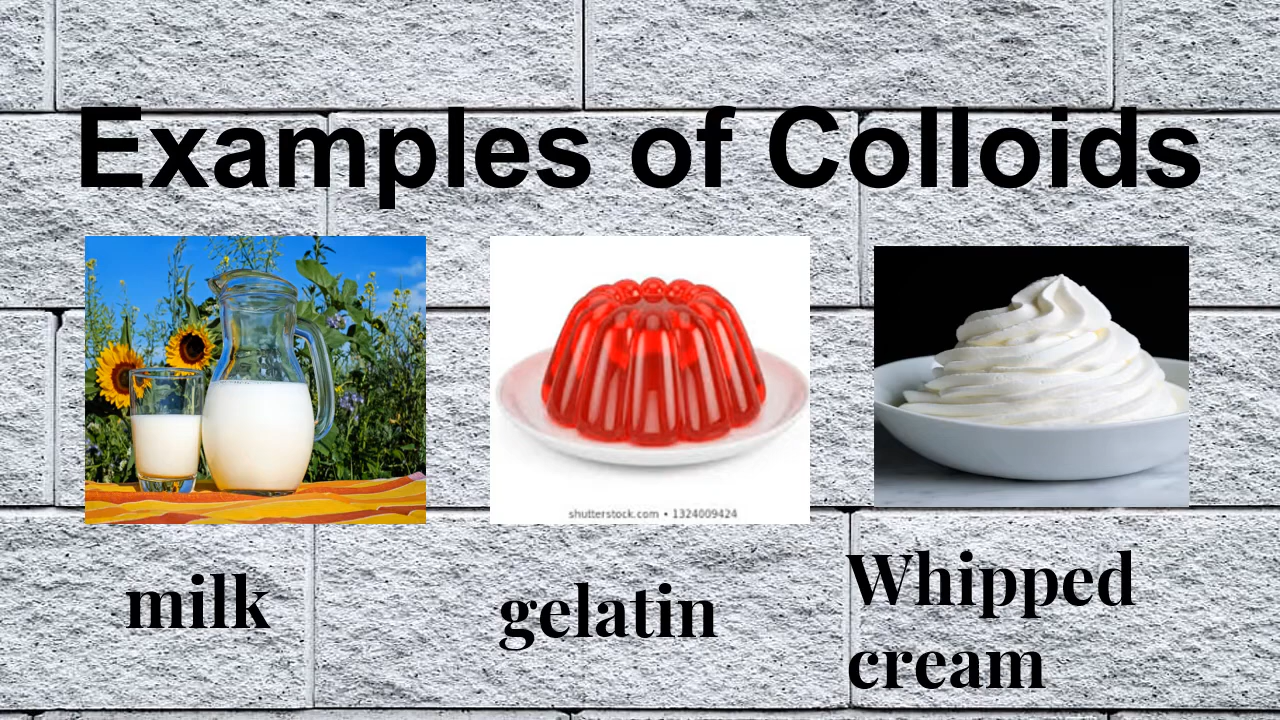 Examples of Colloids
shutterstock.com • 1324009424
milk
gelatin
Whipped
cream